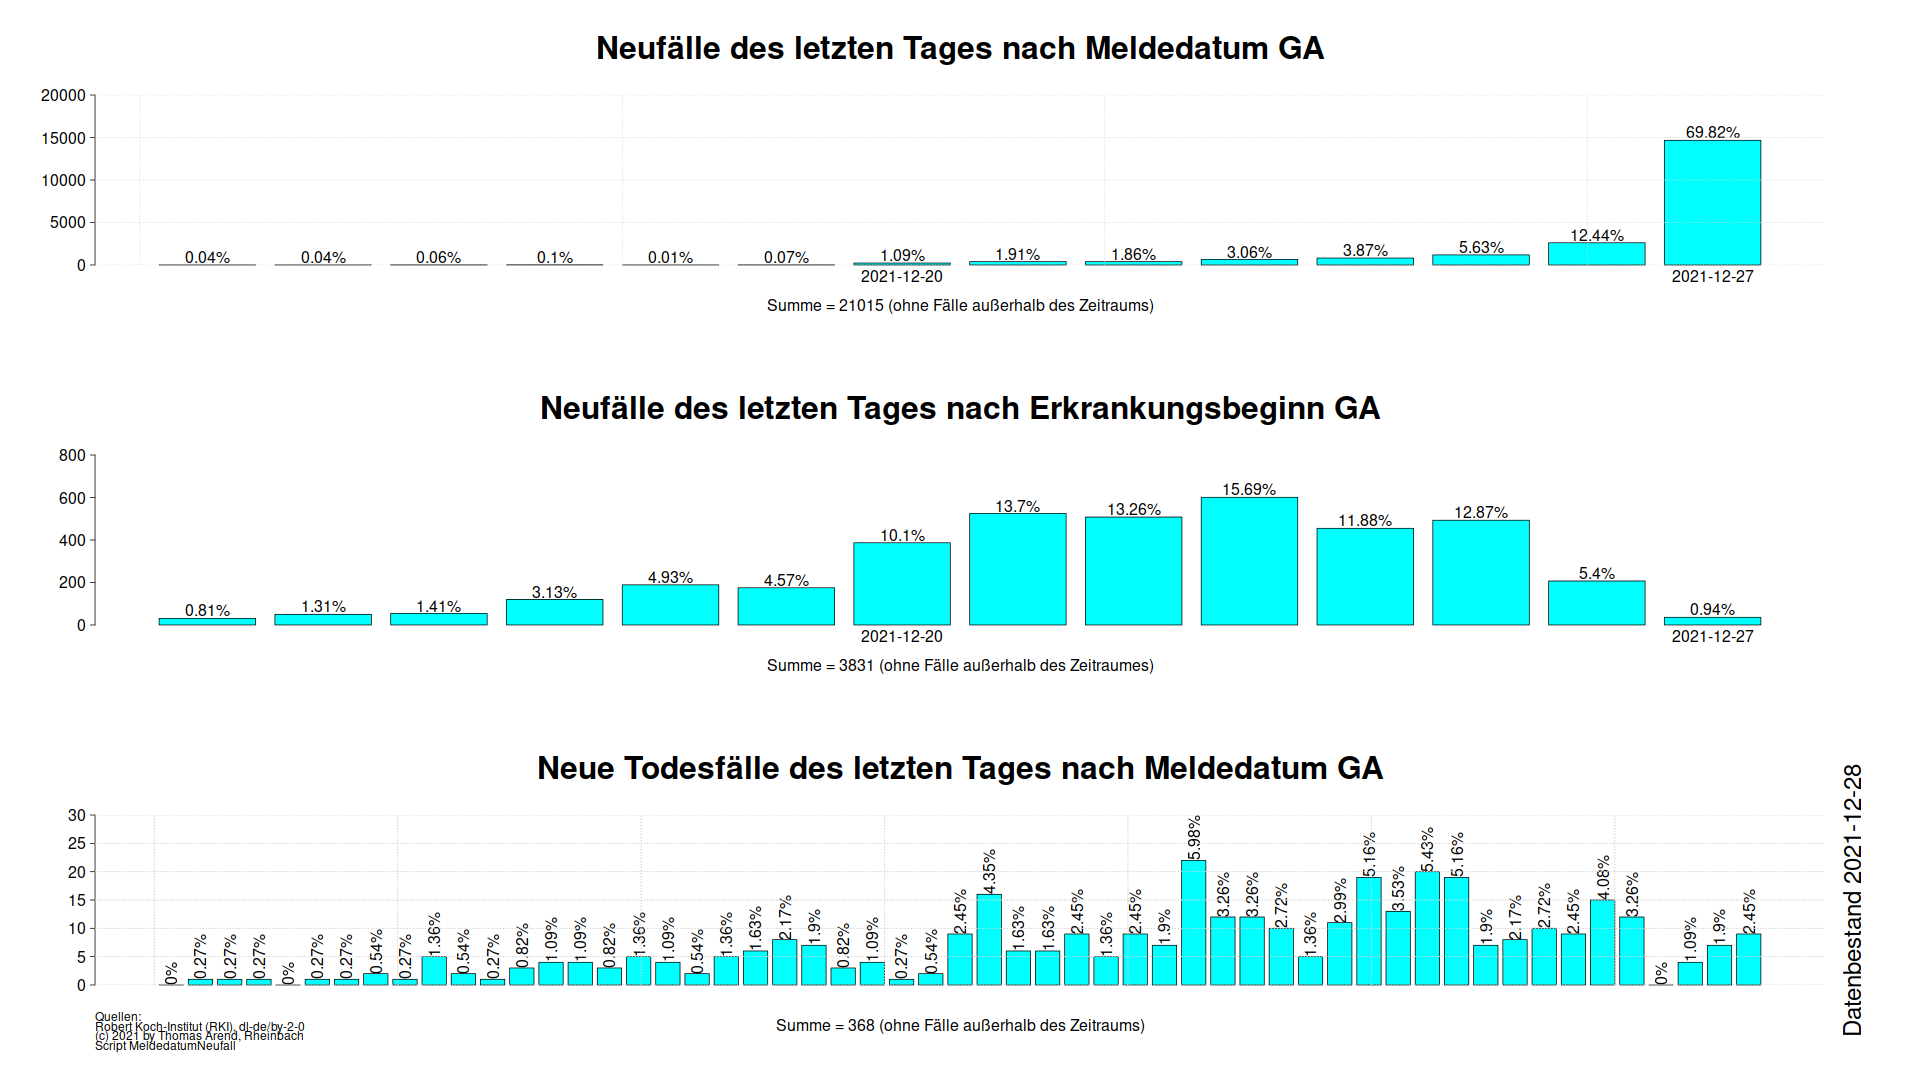 Neufälle des letzten Tages nach Meldedatum GA
20000
15000
10000
5000
0
0.04% 0.04% 0.06% 0.1% 0.01% 0.07% 1.09% 1.91% 1.86% 3.06% 3.87% 5.63% 12.44% 69.82%
2021-12-20 2021-12-27
Summe = 21015 (ohne Fälle außerhalb des Zeitraums)
Neufälle des letzten Tages nach Erkrankungsbeginn GA
800
600
400
200
0
0.81% 1.31% 1.41% 3.13% 4.93% 4.57% 10.1% 13.7% 13.26% 15.69% 11.88% 12.87% 5.4% 0.94%
2021-12-20 2021-12-27
Summe = 3831 (ohne Fälle außerhalb des Zeitraumes)
Neue Todesfälle des letzten Tages nach Meldedatum GA
30
25
20
15
10
5
0
0% 0.27% 0.27% 0.27% 0% 0.27% 0.27% 0.54% 0.27% 1.36% 0.54% 0.27% 0.82% 1.09% 1.09% 0.82% 1.36% 1.09% 0.54% 1.36% 1.63% 2.17% 1.9% 0.82% 1.09% 0.27% 0.54% 2.45% 4.35% 1.63% 1.63% 2.45% 1.36% 2.45% 1.9% 5.98% 3.26% 3.26% 2.72% 1.36% 2.99% 5.16% 3.53% 5.43% 5.16% 1.9% 2.17% 2.72% 2.45% 4.08% 3.26% 0% 1.09% 1.9% 2.45%
Summe = 368 (ohne Fälle außerhalb des Zeitraums)
Quellen:
Robert Koch-Institut (RKI), dl-de/by-2-0
(c) 2021 by Thomas Arend, Rheinbach
Script MeldedatumNeufall
Datenbestand 2021-12-28